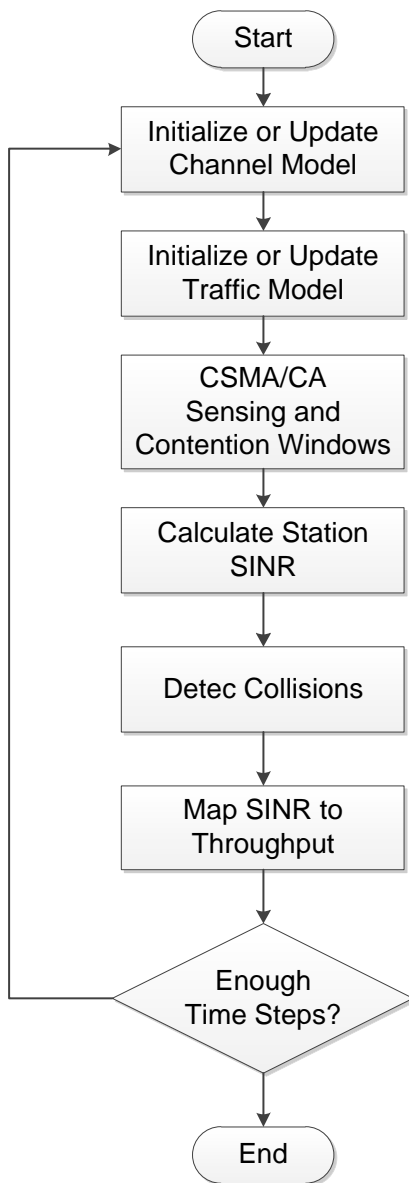 Start
Initialize or Update
Channel Model
Initialize or Update
Traffic Model
CSMA/CA
Sensing and
Contention Windows
Calculate Station
SINR
Detec Collisions
Map SINR to
Throughput
Enough
Time Steps?
End